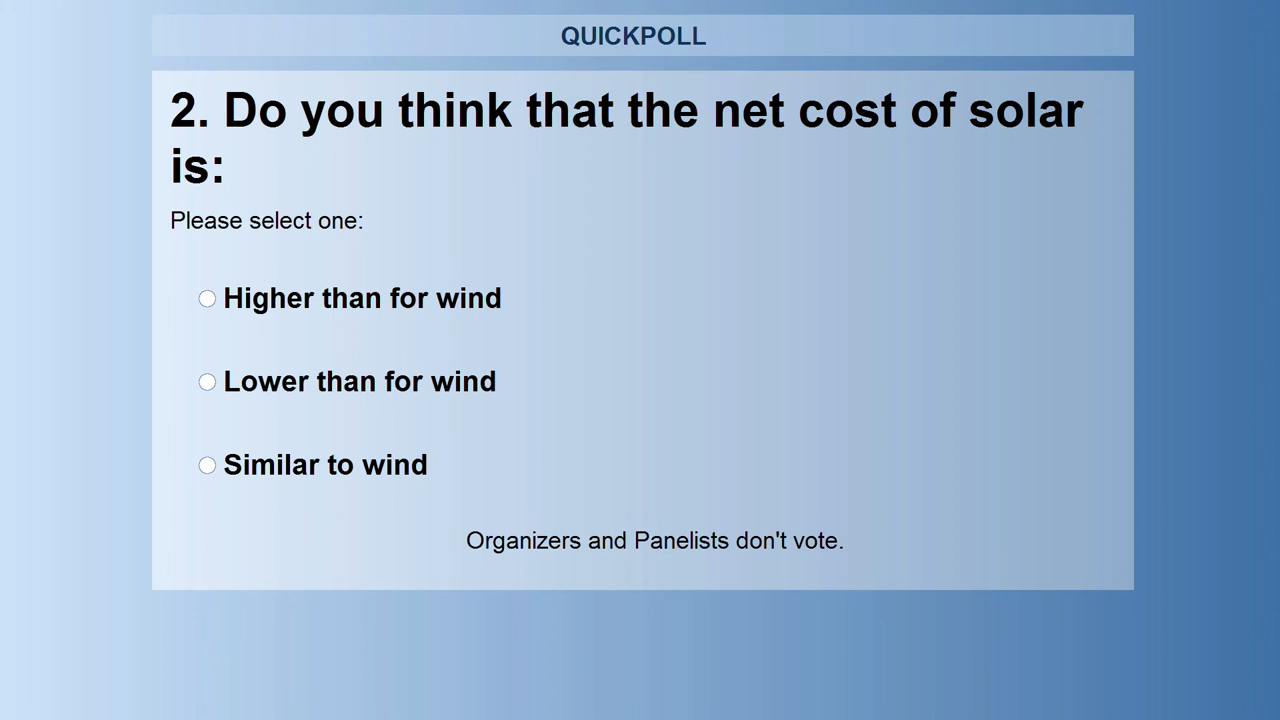 QUICKPOLL
2. Do you think that the net cost of solar
is:
Please select one:
Higher than for wind
Lower than for wind
Similar to wind
Organizers and Panelists don't vote.